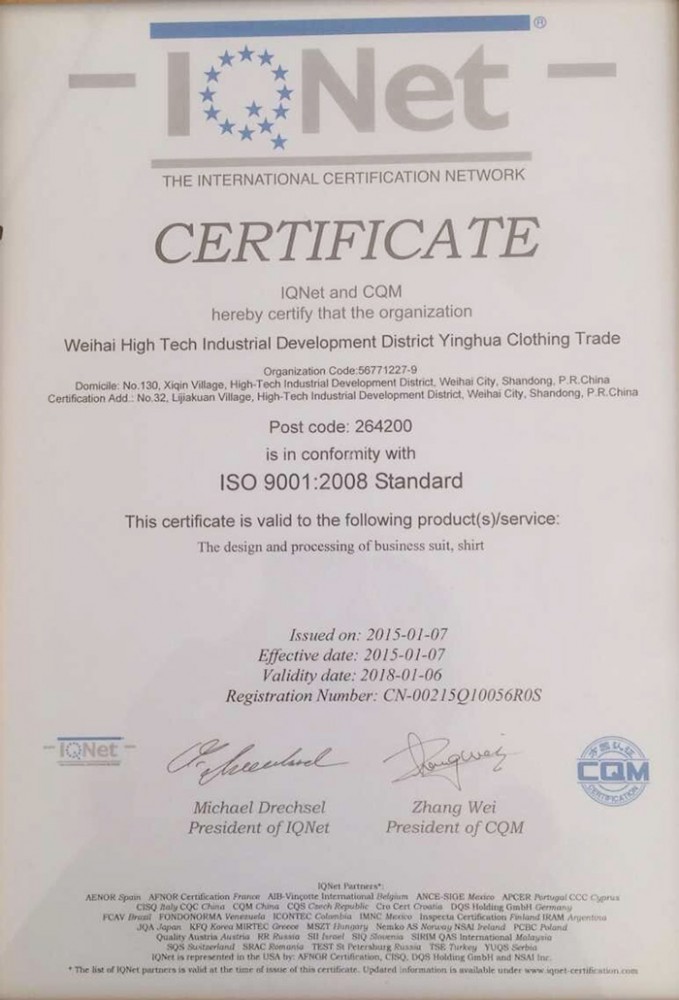 IQNet ®
THE INTERNATIONAL CERTIFICATION NETWORK
CERTIFICATE
IQNet and CQM
hereby certify that the organization
Weihai High Tech Industrial Development District Yinghua Clothing Trade
Organization Code:56771227-9
Domicile: No.130, Xiqin Village, High-Tech Industrial Development District, Weihai City, Shandong, P.R.China
Certification Add.: No.32, Lijiakuan Village, High-Tech Industrial Development District, Weihai City, Shandong, P.R.China
Post code: 264200
is in conformity with
ISO 9001:2008 Standard
This certificate is valid to the following product(s)/service:
The design and processing of business suit, shirt
Issued on: 2015-01-07
Effective date: 2015-01-07
Validity date: 2018-01-06
Registration Number: CN-00215Q10056R0S
IQNet
方圆认证
CQM
CERTIFICATION
Michael Drechsel
President of IQNet
Zhang Wei
President of CQM
IQNet Partners*:
AENOR Spain AFNOR Certification France AIB-Vinçotte International Belgium ANCE-SIGE Mexico APCER Portugal CCC Cyprus
CISQ Italy CQC China CQM China CQS Czech Republic Cro Cert Croatia DQS Holding GmbH Germany
FCAV Brazil FONDONORMA Venezuela ICONTEC Colombia IMNC Mexico Inspecta Certification Finland IRAM Argentina
JQA Japan KFQ Korea MIRTEC Greece MSZT Hungary Nemko AS Norway NSAI Ireland PCBC Poland
Quality Austria Austria RR Russia SII Israel SIQ Slovenia SIRIM QAS International Malaysia
SQS Switzerland SRAC Romania TEST St Petersburg Russia TSE Turkey YUQS Serbia
IQNet is represented in the USA by: AFNOR Certification, CISQ, DQS Holding GmbH and NSAI Inc.
* The list of IQNet partners is valid at the time of issue of this certificate. Updated information is available under www.iqnet-certification.com